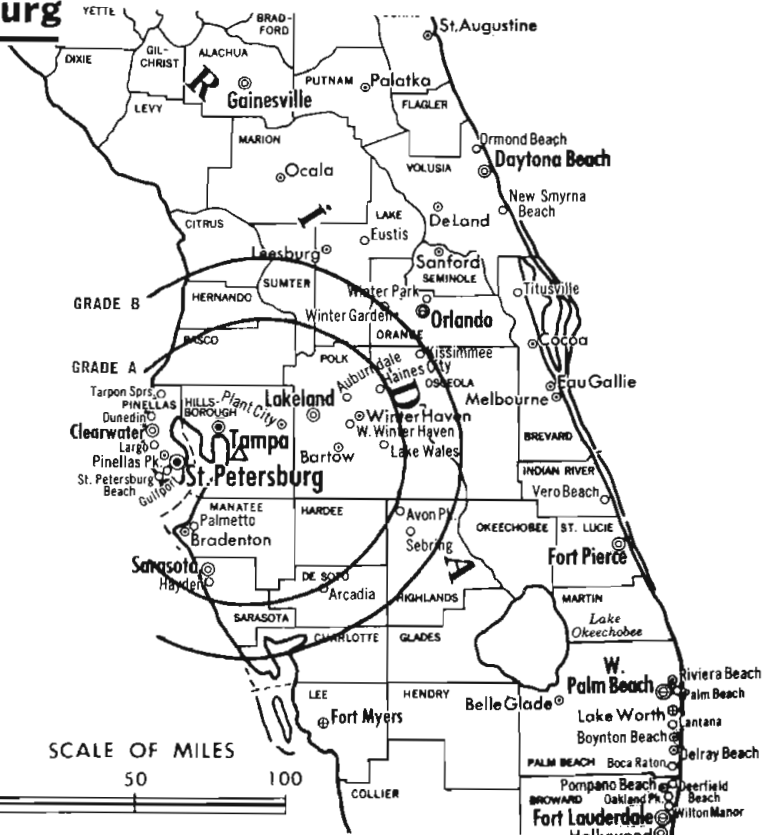 urg
YETTE
BRAD-
FORD
St. Augustine
DIXIE
GIL-
CHRIST
ALACHUA
R
Gainesville
PUTNAM
Palatka
FLAGLER
LEVY
MARION
Ocala
Ormond Beach
Daytona Beach
VOLUSIA
New Smyrna
Beach
CITRUS
i
LAKE
Eustis
DeLand
Leesburg
Sanford
SEMINOLE
SUMTER
HERNANDO
GRADE B
Winter Park
Titusville
Winter Garden
Orlando
ORANGE
PASCO
GRADE A
POLK
Kissimmee
Cocoa
Auburndale
Haines City
OSCEOLA
D
Tarpon Sprs.
PINELLAS
HILLS-
BOROUGH
Plant City
Lakeland
Eau Gallie
Melbourne
Dunedin
Clearwater
Largo
Tampa
Winter Haven
W. Winter Haven
Bartow
Lake Wales
BREVARD
Pinellas Pk.
St. Petersburg
St. Petersburg
Beach
Gulfport
INDIAN RIVER
Vero Beach
MANATEE
Palmetto
Bradenton
HARDEE
Avon Pk.
Sebring
OKEECHOBEE
ST. LUCIE
Fort Pierce
A
Sarasota
Hayden
DE SOTO
Arcadia
HIGHLANDS
MARTIN
SARASOTA
CHARLOTTE
GLADES
Lake
Okeechobee
W.
Palm Beach
Riviera Beach
Palm Beach
LEE
Fort Myers
HENDRY
Belle Glade
Lake Worth
Lantana
Boynton Beach
Delray Beach
PALM BEACH
Boca Raton
SCALE OF MILES
50
100
COLLIER
Pompano Beach
Deerfield
Beach
BROWARD
Oakland Pk.
Wilton Manor
Fort Lauderdale